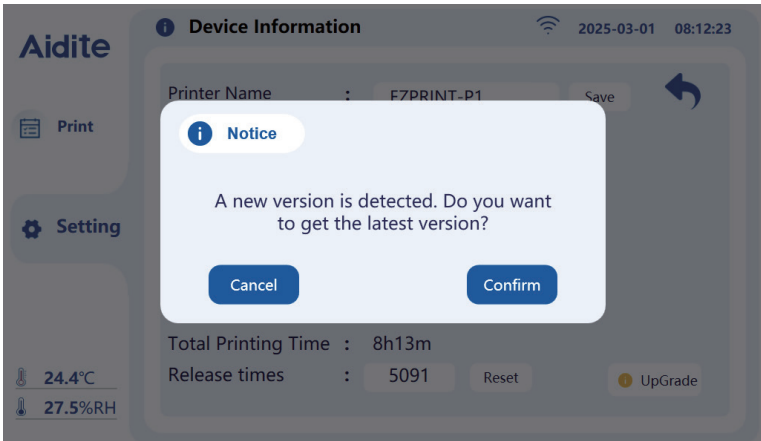 Aidite
Device Information
2025-03-01 08:12:23
Printer Name : EZPRINT-P1 Save
Print
Notice
A new version is detected. Do you want
to get the latest version?
Setting
Cancel Confirm
Total Printing Time : 8h13m
Release times : 5091 Reset
UpGrade
24.4℃
27.5%RH